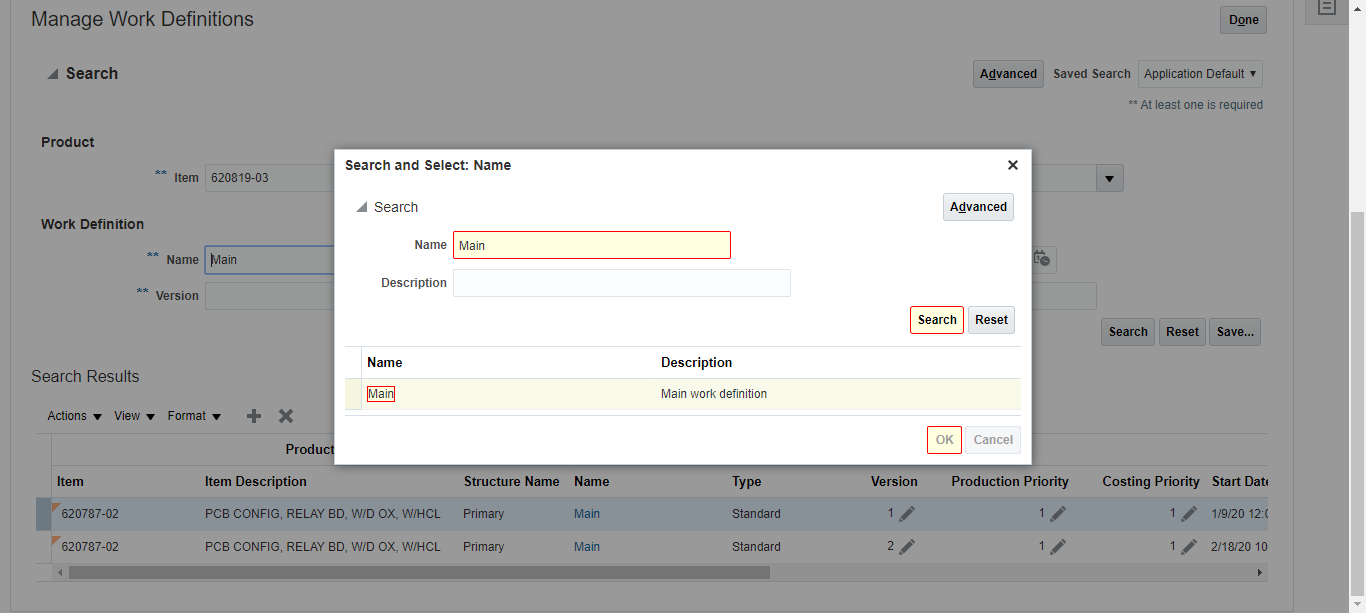 Manage Work Definitions
Done
Search
Advanced Saved Search Application Default
** At least one is required
Product
** Item 620819-03
Work Definition
** Name Main
** Version
Search Reset Save...
Search and Select: Name
Search
Advanced
Name Main
Description
Search Reset
Name Description
Main Main work definition
OK Cancel
Search Results
Actions View Format
Product
Item Item Description Structure Name Name Type Version Production Priority Costing Priority Start Date
620787-02 PCB CONFIG, RELAY BD, W/D OX, W/HCL Primary Main Standard 1 1 1 1/9/20 12:0
620787-02 PCB CONFIG, RELAY BD, W/D OX, W/HCL Primary Main Standard 2 1 1 2/18/20 10